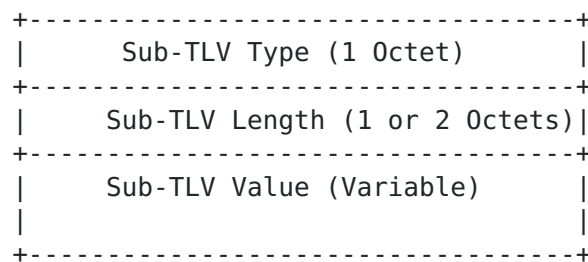 +-----------------------------------+
|      Sub-TLV Type (1 Octet)       |
+-----------------------------------+
|     Sub-TLV Length (1 or 2 Octets)|
+-----------------------------------+
|     Sub-TLV Value (Variable)      |
|                                   |
+-----------------------------------+